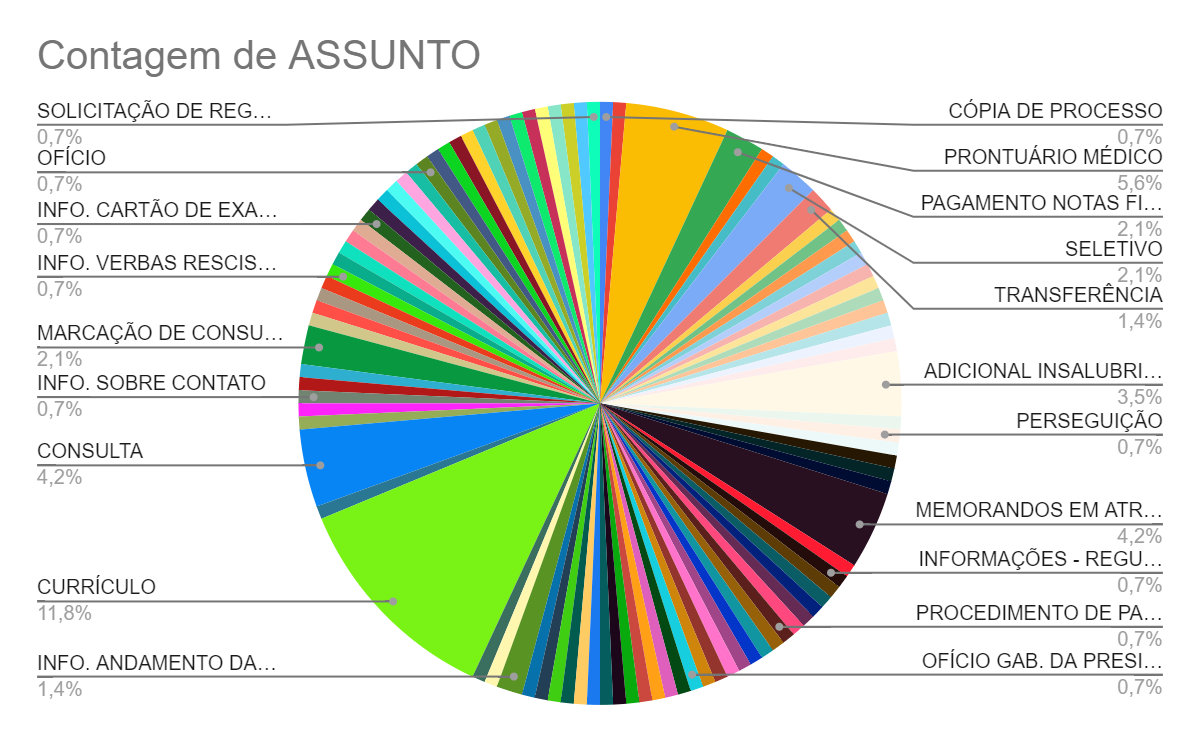 Contagem de ASSUNTO
SOLICITAÇÃO DE REG…
0,7%
OFÍCIO
0,7%
INFO. CARTÃO DE EXA…
0,7%
INFO. VERBAS RESCIS…
0,7%
MARCAÇÃO DE CONSU…
2,1%
INFO. SOBRE CONTATO
0,7%
CONSULTA
4,2%
CURRÍCULO
11,8%
INFO. ANDAMENTO DA…
1,4%
CÓPIA DE PROCESSO
0,7%
PRONTUÁRIO MÉDICO
5,6%
PAGAMENTO NOTAS FI…
2,1%
SELETIVO
2,1%
TRANSFERÊNCIA
1,4%
ADICIONAL INSALUBRI…
3,5%
PERSEGUIÇÃO
0,7%
MEMORANDOS EM ATR…
4,2%
INFORMAÇÕES - REGU…
0,7%
PROCEDIMENTO DE PA…
0,7%
OFÍCIO GAB. DA PRESI…
0,7%